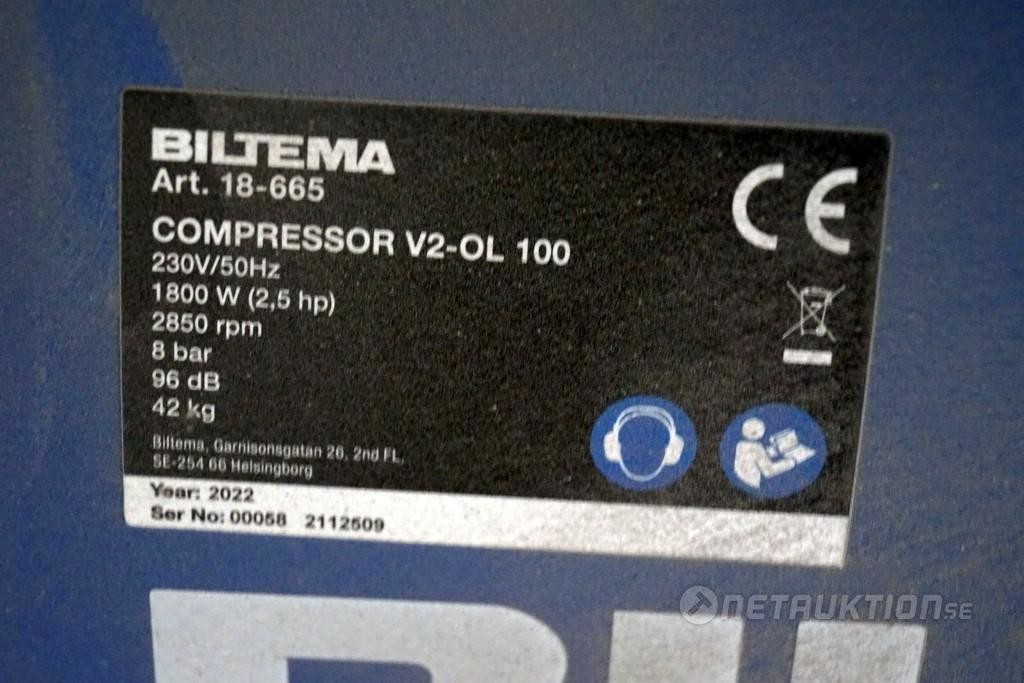 BILTEMA
Art. 18-665
COMPRESSOR V2-OL 100
230V/50Hz
1800 W (2,5 hp)
2850 rpm
8 bar
96 dB
42 kg
Biltema, Garnisonsgatan 26, 2nd FL,
SE-254 66 Helsingborg
Year: 2022
Ser No: 00058 2112509
CE
NETAUKTION.SE